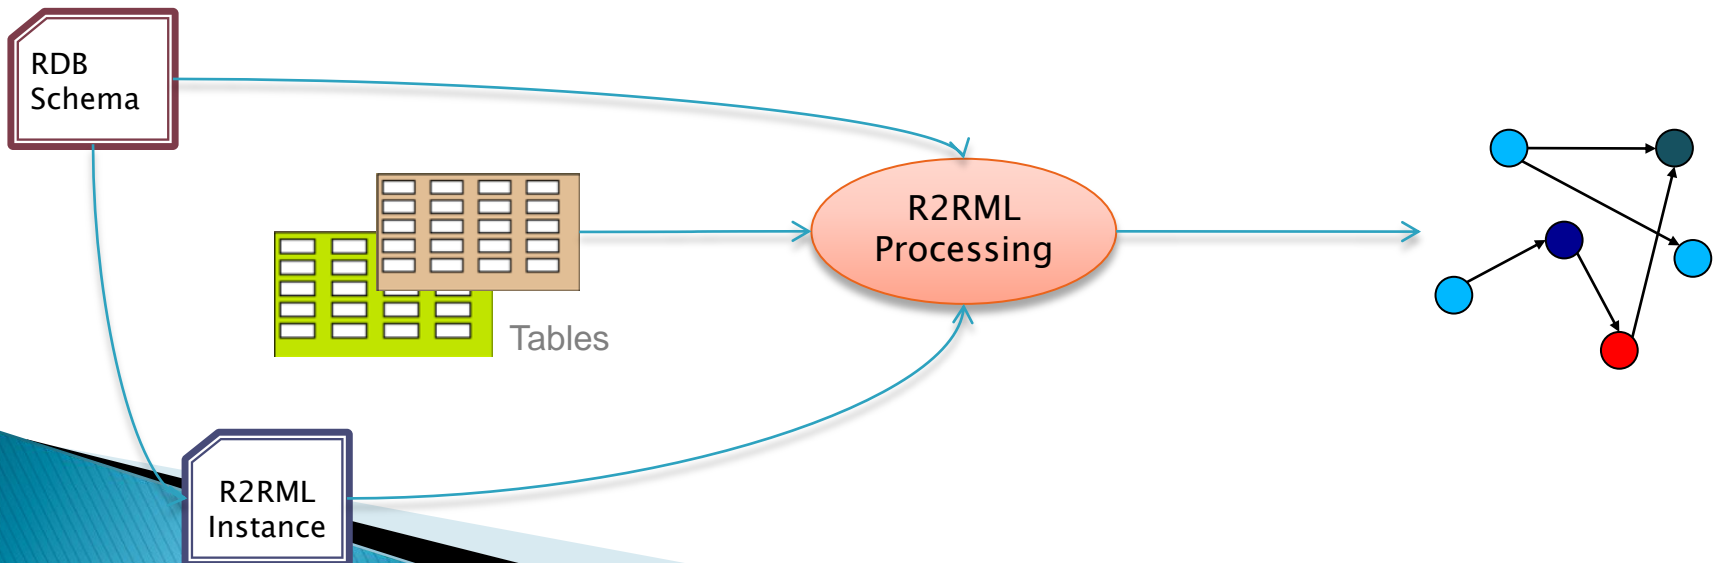 RDB
Schema
R2RML
Processing
Tables
R2RML
Instance